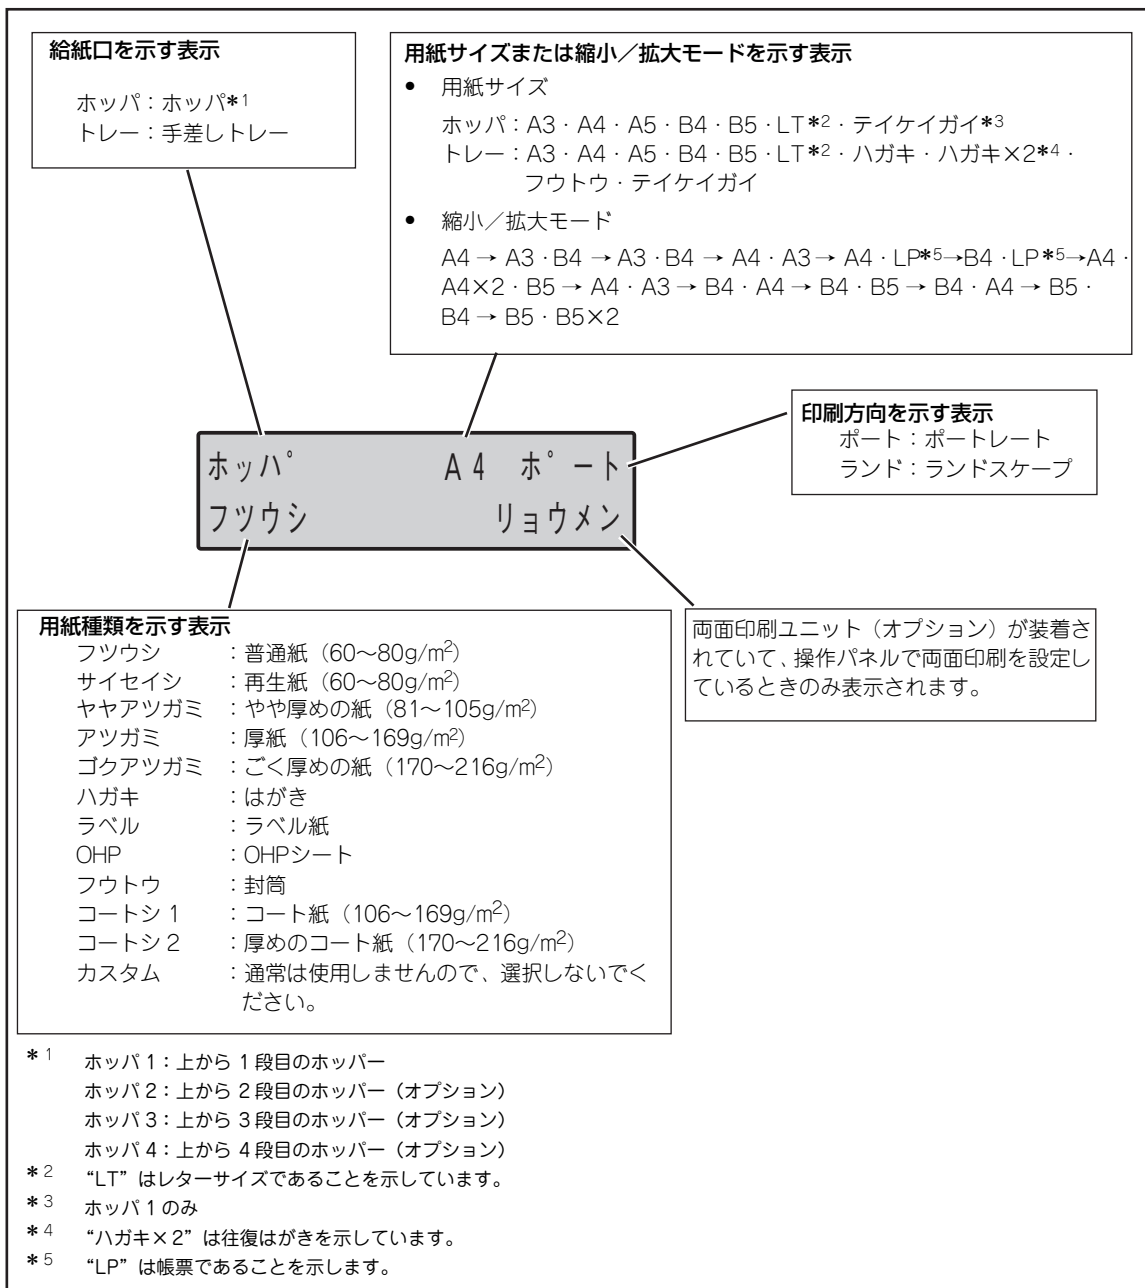 給紙口を示す表示
ホッパ：ホッパ*1
トレー：手差しトレー
用紙サイズまたは縮小／拡大モードを示す表示
• 用紙サイズ
ホッパ：A3・A4・A5・B4・B5・LT*2・テイケイガイ*3
トレー：A3・A4・A5・B4・B5・LT*2・ハガキ・ハガキ×2*4・
フウトウ・テイケイガイ
• 縮小／拡大モード
A4→A3・B4→A3・B4→A4・A3→A4・LP*5→B4・LP*5→A4・
A4×2・B5→A4・A3→B4・A4→B4・B5→B4・A4→B5・
B4→B5・B5×2
印刷方向を示す表示
ポート：ポートレート
ランド：ランドスケープ
ホッハ゜ A4 ホ゜ート
フツウシ リョウメン
用紙種類を示す表示
フツウシ ：普通紙（60～80g/m2）
サイセイシ ：再生紙（60～80g/m2）
ヤヤアツガミ ：やや厚めの紙（81～105g/m2）
アツガミ ：厚紙（106～169g/m2）
ゴクアツガミ ：ごく厚めの紙（170～216g/m2）
ハガキ ：はがき
ラベル ：ラベル紙
OHP ：OHPシート
フウトウ ：封筒
コートシ 1 ：コート紙（106～169g/m2）
コートシ 2 ：厚めのコート紙（170～216g/m2）
カスタム ：通常は使用しませんので、選択しないでく
ださい。
両面印刷ユニット（オプション）が装着さ
れていて、操作パネルで両面印刷を設定し
ているときのみ表示されます。
*1 ホッパ 1：上から 1 段目のホッパー
ホッパ 2：上から 2 段目のホッパー（オプション）
ホッパ 3：上から 3 段目のホッパー（オプション）
ホッパ 4：上から 4 段目のホッパー（オプション）
*2 “LT”はレターサイズであることを示しています。
*3 ホッパ 1 のみ
*4 “ハガキ×2”は往復はがきを示しています。
*5 “LP”は帳票であることを示します。